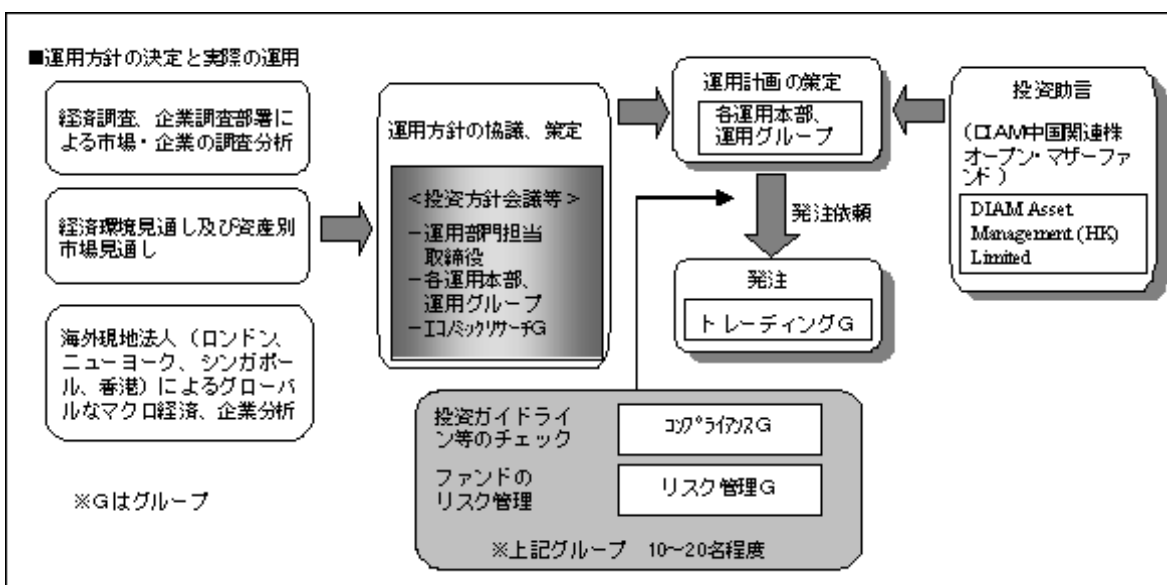 ■運用方針の決定と実際の運用
経済調査、企業調査部署に
よる市場・企業の調査分析
経済環境見通し及び資産別
市場見通し
海外現地法人（ロンドン、
ニューヨーク、シンガポー
ル、香港）によるグローバ
ルなマクロ経済、企業分析
※Gはグループ
運用方針の協議、策定
＜投資方針会議等＞
－運用部門担当
取締役
－各運用本部、
運用グループ
－ｴｺﾉﾐｯｸﾘｻｰﾁG
運用計画の策定
各運用本部、
運用グループ
発注依頼
発注
トレーディングG
投資助言
（DIAM中国関連株
オープン・マザーファ
ンド）
DIAM Asset
Management (HK)
Limited
投資ガイドライ
ン等のチェック
ｺﾝﾌﾟﾗｲｱﾝｽG
ファンドの
リスク管理
リスク管理G
※上記グループ　10～20名程度